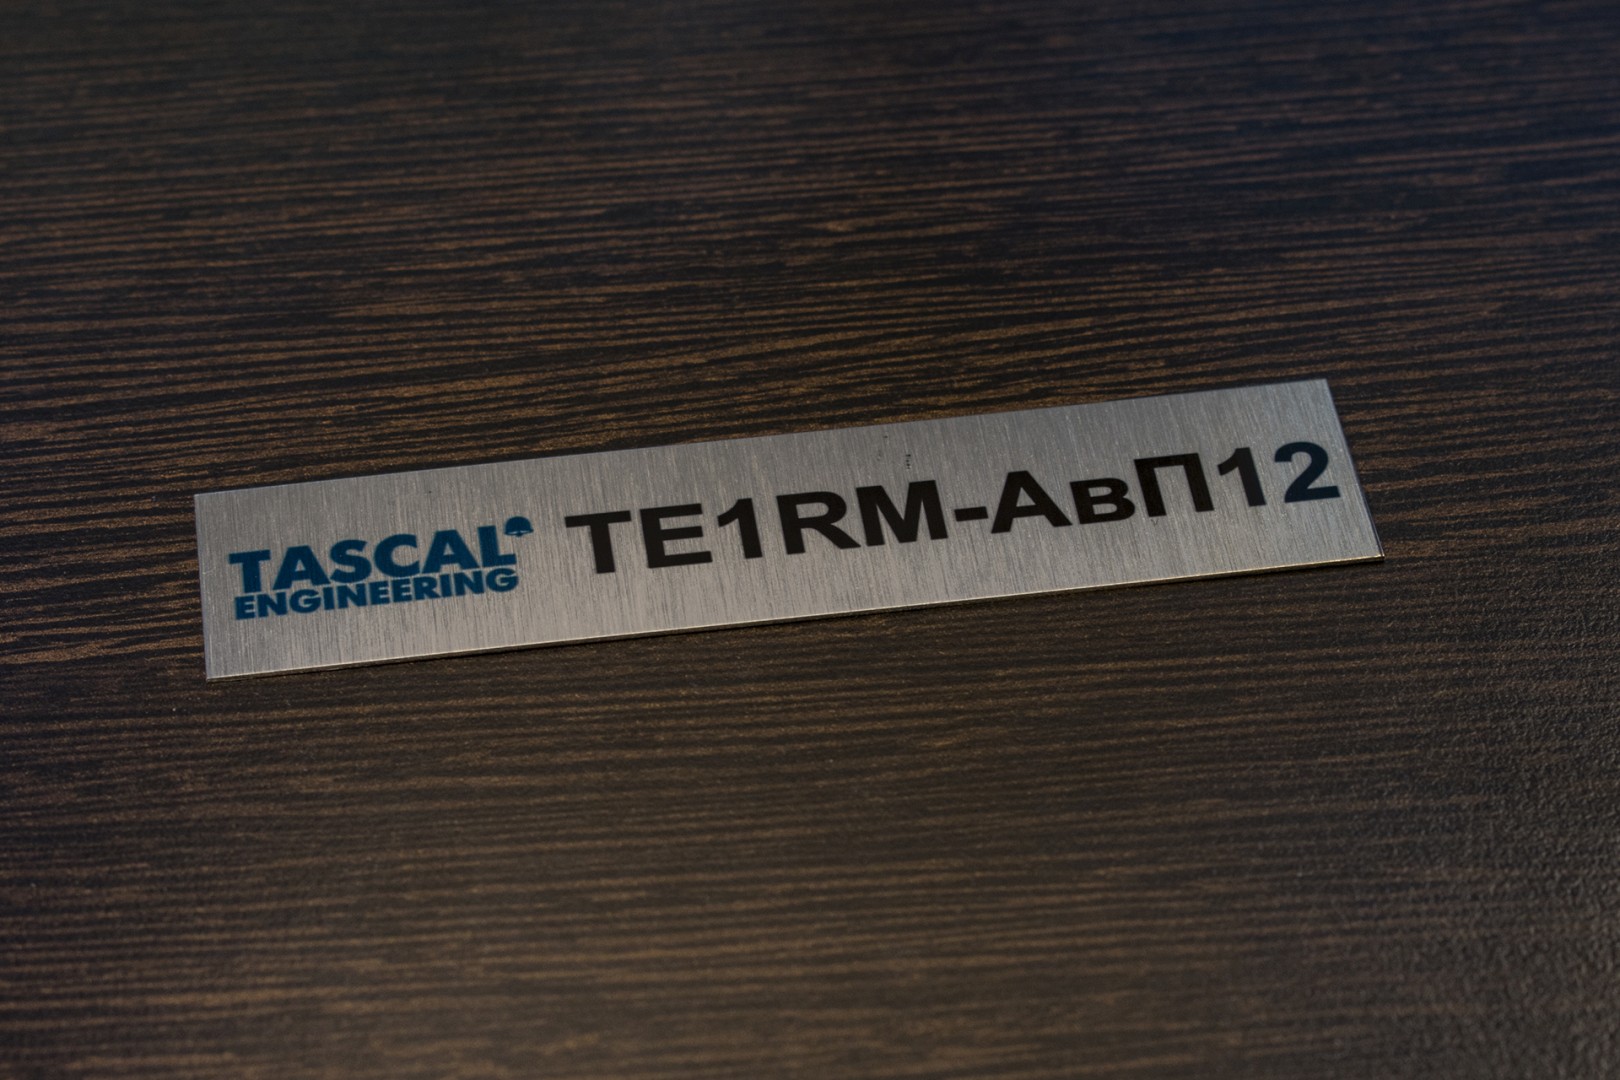 TASCAL
ENGINEERING
TE1RM-АвП12